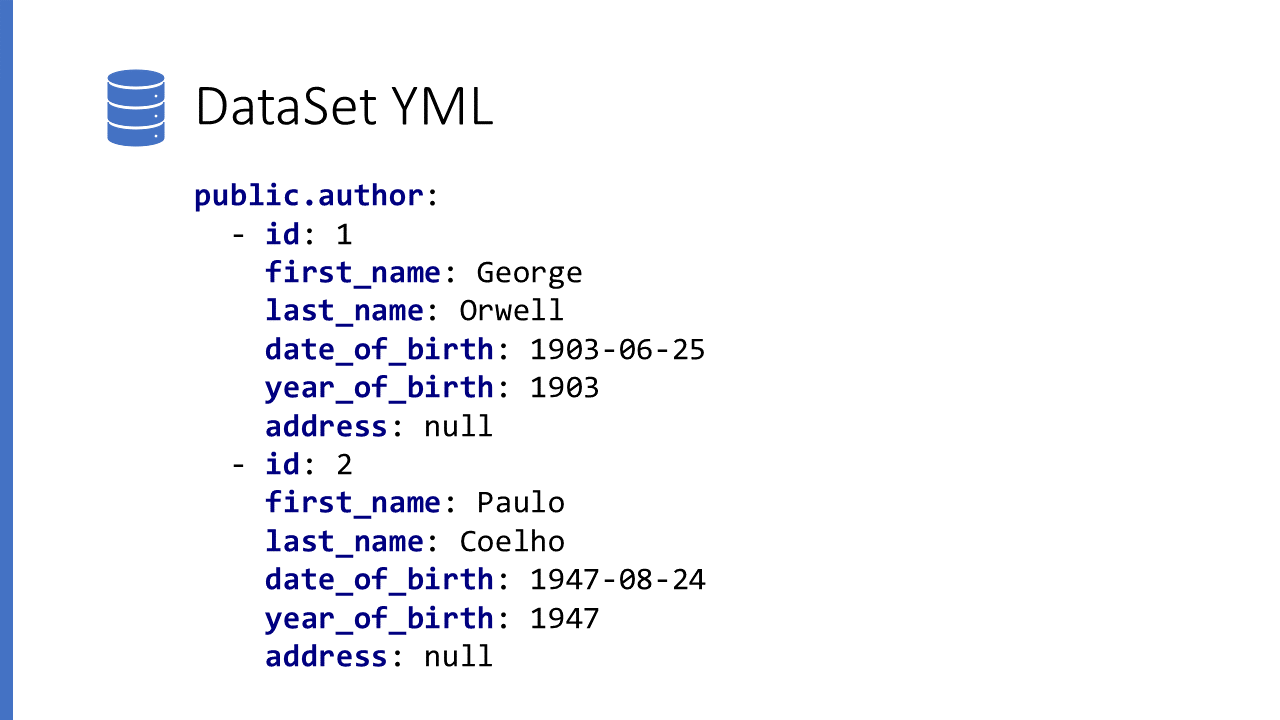 DataSet YML
public.author:
  - id: 1
    first_name: George
    last_name: Orwell
    date_of_birth: 1903-06-25
    year_of_birth: 1903
    address: null
  - id: 2
    first_name: Paulo
    last_name: Coelho
    date_of_birth: 1947-08-24
    year_of_birth: 1947
    address: null